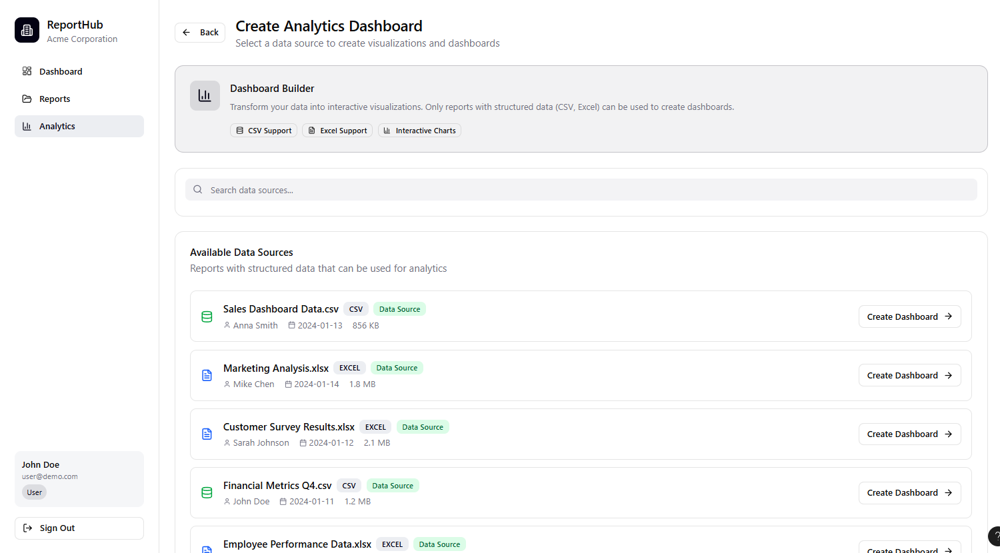 ReportHub
Acme Corporation
Dashboard
Reports
Analytics
John Doe
user@demo.com
User
Sign Out
Back
Create Analytics Dashboard
Select a data source to create visualizations and dashboards
Dashboard Builder
Transform your data into interactive visualizations. Only reports with structured data (CSV, Excel) can be used to create dashboards.
CSV Support Excel Support Interactive Charts
Search data sources...
Available Data Sources
Reports with structured data that can be used for analytics
Sales Dashboard Data.csv CSV Data Source
Anna Smith 2024-01-13 856 KB
Create Dashboard
Marketing Analysis.xlsx EXCEL Data Source
Mike Chen 2024-01-14 1.8 MB
Create Dashboard
Customer Survey Results.xlsx EXCEL Data Source
Sarah Johnson 2024-01-12 2.1 MB
Create Dashboard
Financial Metrics Q4.csv CSV Data Source
John Doe 2024-01-11 1.2 MB
Create Dashboard
Employee Performance Data.xlsx EXCEL Data Source
Create Dashboard
?